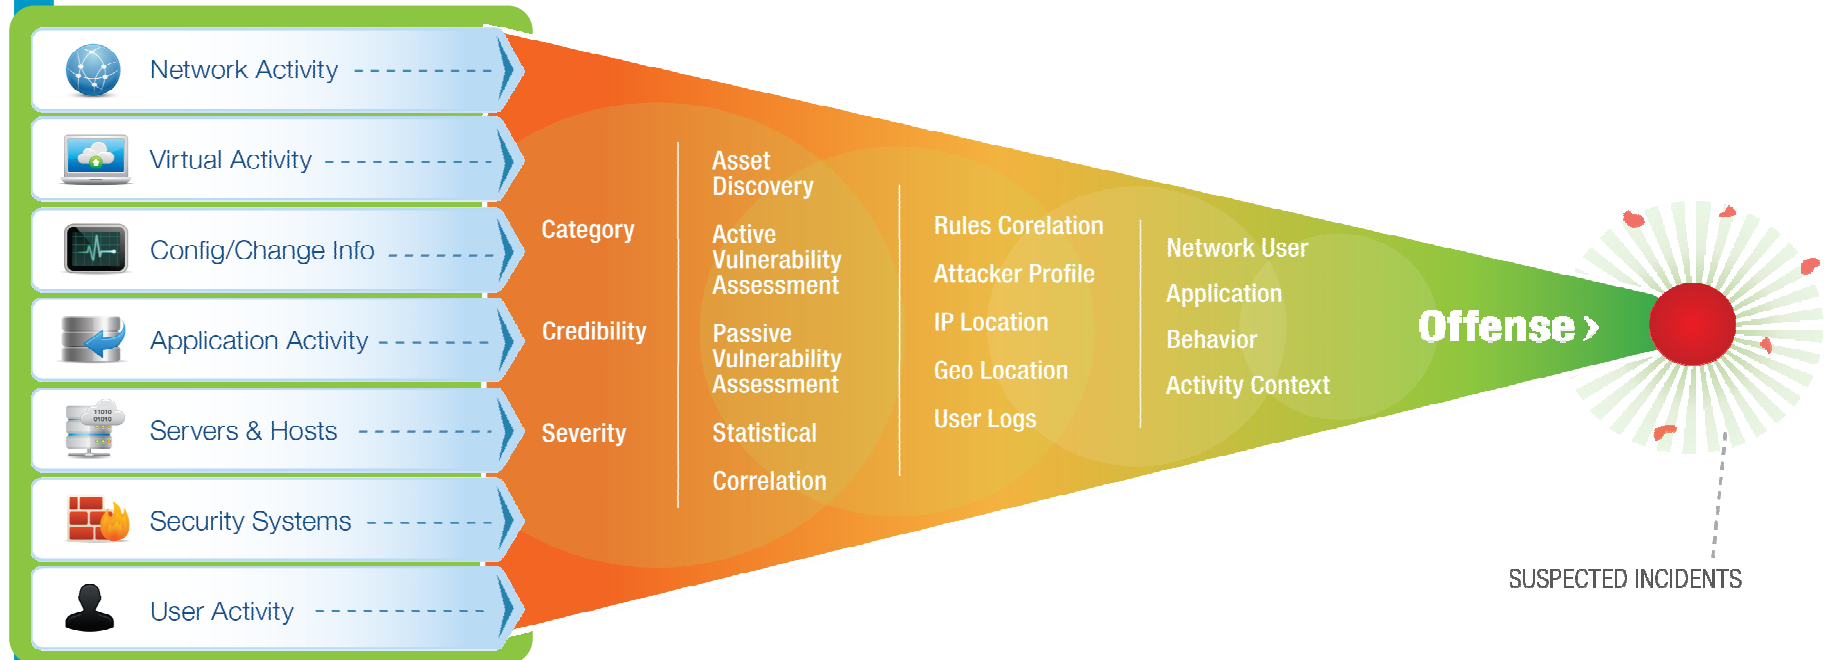 Network Activity
Virtual Activity
Config/Change Info
Application Activity
Servers & Hosts
11010
01010
Security Systems
User Activity
Category
Credibility
Severity
Asset
Discovery
Active
Vulnerability
Assessment
Passive
Vulnerability
Assessment
Statistical
Correlation
Rules Corelation
Attacker Profile
IP Location
Geo Location
User Logs
Network User
Application
Behavior
Activity Context
Offense >
SUSPECTED INCIDENTS